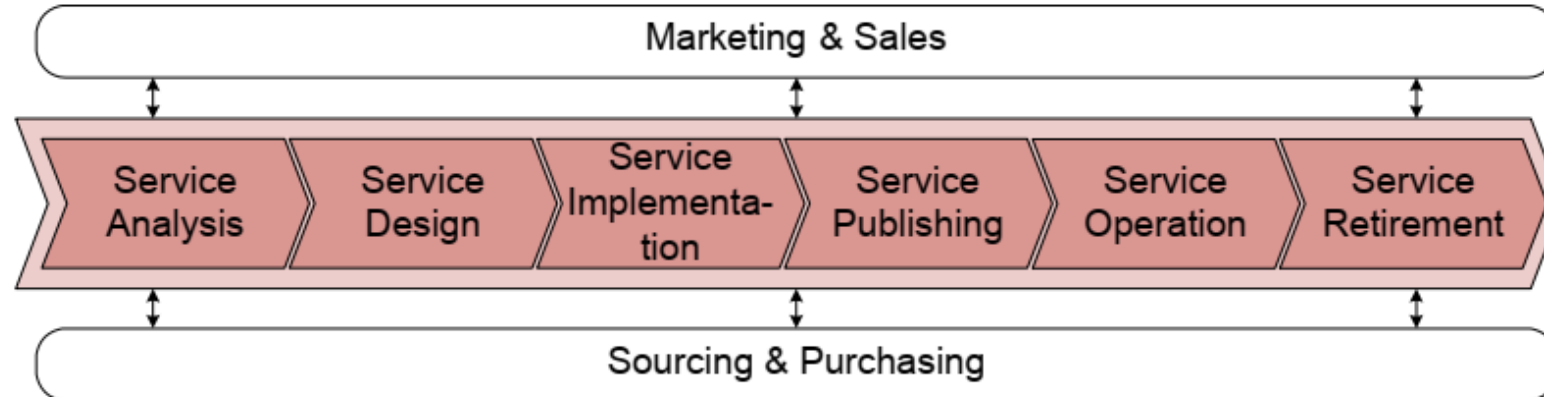 Marketing & Sales
Service
Analysis
Service
Design
Service
Implementa-
tion
Service
Publishing
Service
Operation
Service
Retirement
Sourcing & Purchasing